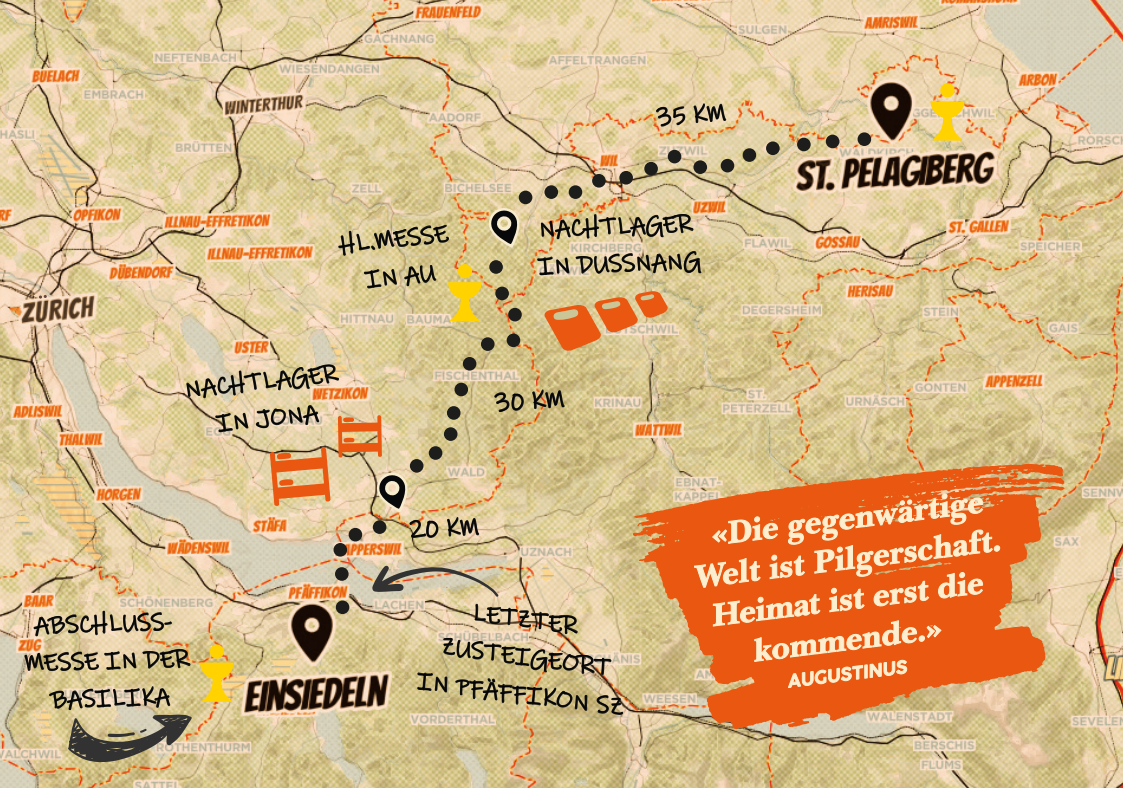 FRAUENFELD
GACHNANG
AMRISWIL
SULGEN
NEFTENBACH
WIESENDANGEN
AFFELTRANGEN
BUELACH
EMBRACH
ARBON
WINTERTHUR
AADORF
35 KM
BRÜTTEN
ZUZWIL
WALDKIRCH
WIL
ST. PELAGIBERG
ZELL
BICHELSEE
OPFIKON
ILLNAU-EFFRETIKON
UZWIL
ST. GALLEN
HL.MESSE
IN AU
NACHTLAGER
IN DUSSNANG
KIRCHBERG
FLAWIL
GOSSAU
SPEICHER
ILLNAU-EFFRETIKON
DÜBENDORF
HERISAU
ZÜRICH
HITTNAU
BAUMA
DEGERSHEIM
STEIN
GAIS
USTER
FISCHENTHAL
NACHTLAGER
IN JONA
WETZIKON
30 KM
KRINAU
ST.
PETERZELL
URNÄSCH
GONTEN
APPENZELL
ADLISWIL
THALWIL
WATTWIL
WALD
EBNAT-
KAPPEL
HORGEN
STÄFA
20 KM
WÄDENSWIL
UZNACH
SAX
«Die gegenwärtige
Welt ist Pilgerschaft.
Heimat ist erst die
kommende.»
AUGUSTINUS
PFÄFFIKON
BAAR
SCHÖNENBERG
LACHEN
ZUG
ABSCHLUSS-
MESSE IN DER
BASILIKA
LETZTER
ZUSTEIGEORT
IN PFÄFFIKON SZ
SCHÜBELBACH
EINSIEDELN
WEESEN
VORDERTHAL
WALENSTADT
ROTHENTHURM
BERSCHIS
FLUMS
SATTEL